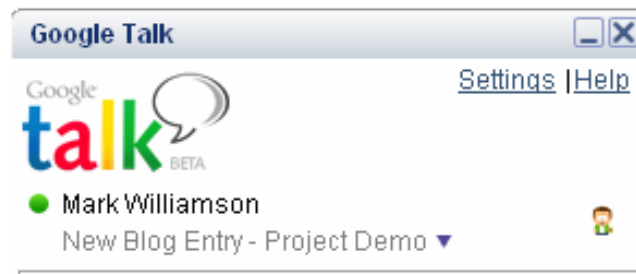 Google Talk
Settings | Help
Google
talk
BETA
Mark Williamson
New Blog Entry - Project Demo